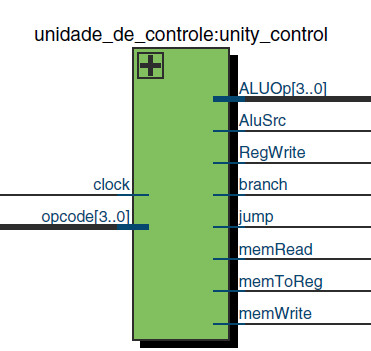 unidade_de_controle:unity_control
ALUOp[3..0]
AluSrc
RegWrite
clock
branch
opcode[3..0]
jump
memRead
memToReg
memWrite